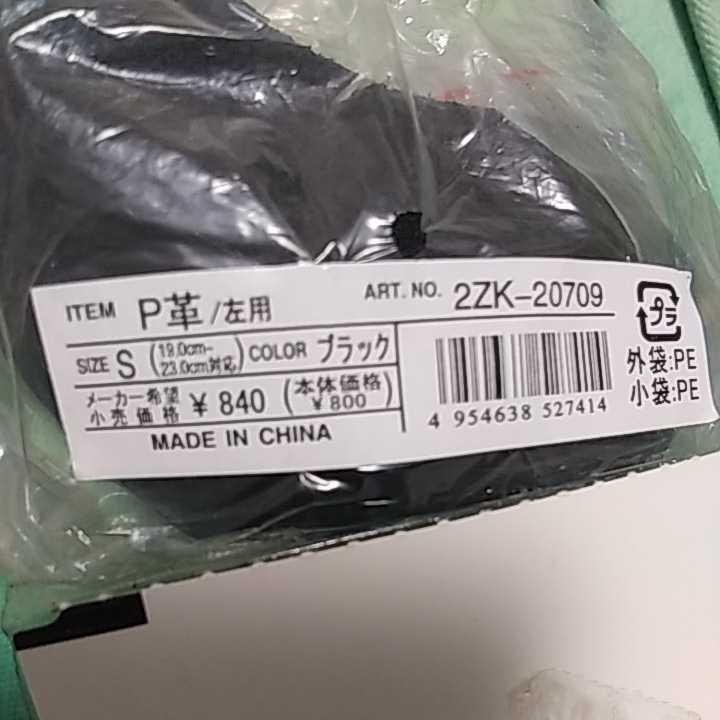 ITEM P革/左用
ART. NO. 2ZK-20709
SIZE S (19.0cm-23.0cm対応) COLOR ブラック
メーカー希望小売価格 ¥ 840 (本体価格 ¥800)
MADE IN CHINA
4 954638 527414
プラ
外袋:PE
小袋:PE